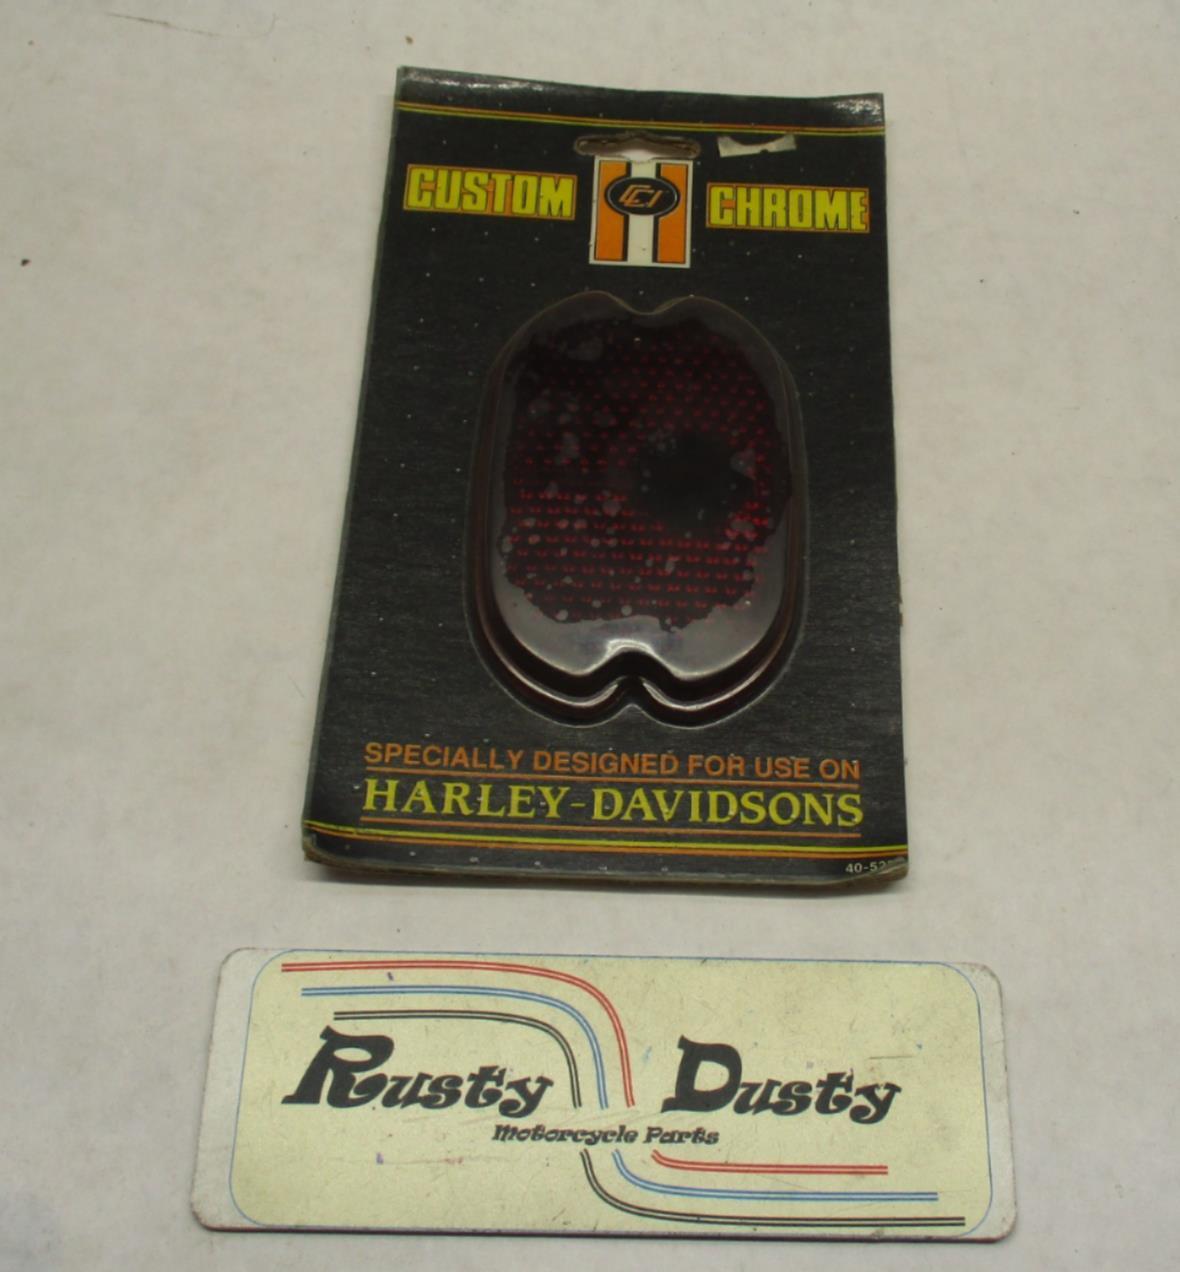 CUSTOM CCI CHROME
SPECIALLY DESIGNED FOR USE ON
HARLEY-DAVIDSONS
Rusty Dusty
Motorcycle Parts